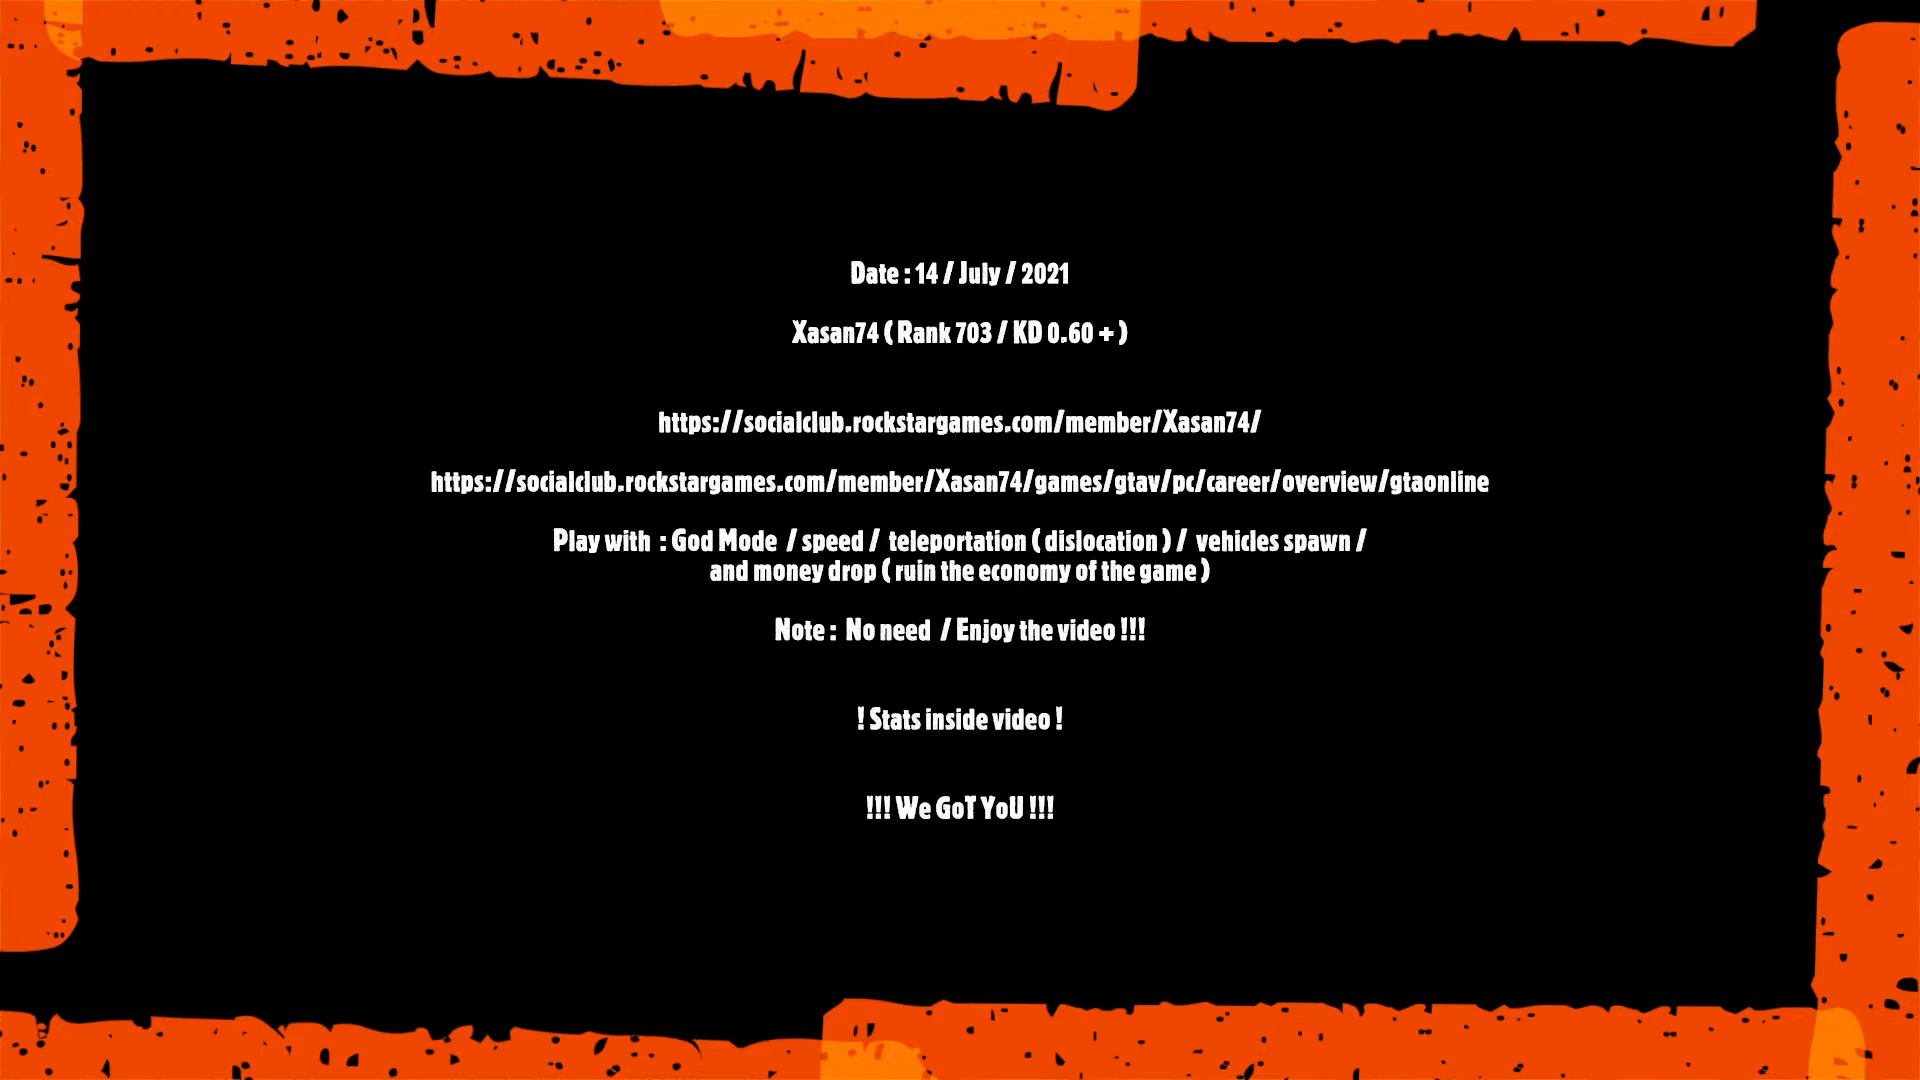 Date : 14 / July / 2021
Xasan74 ( Rank 703 / KD 0.60 + )
https://socialclub.rockstargames.com/member/Xasan74/
https://socialclub.rockstargames.com/member/Xasan74/games/gtav/pc/career/overview/gtaonline
Play with : God Mode / speed / teleportation ( dislocation ) / vehicles spawn /
and money drop ( ruin the economy of the game )
Note : No need / Enjoy the video !!!
! Stats inside video !
!!! We GoT YoU !!!